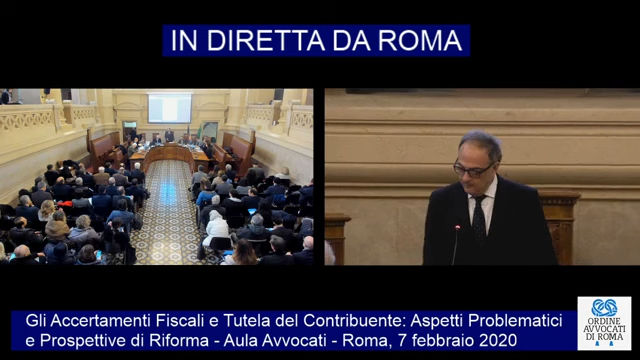 IN DIRETTA DA ROMA
Gli Accertamenti Fiscali e Tutela del Contribuente: Aspetti Problematici
e Prospettive di Riforma - Aula Avvocati - Roma, 7 febbraio 2020
ORDINE
AVVOCATI
DI ROMA